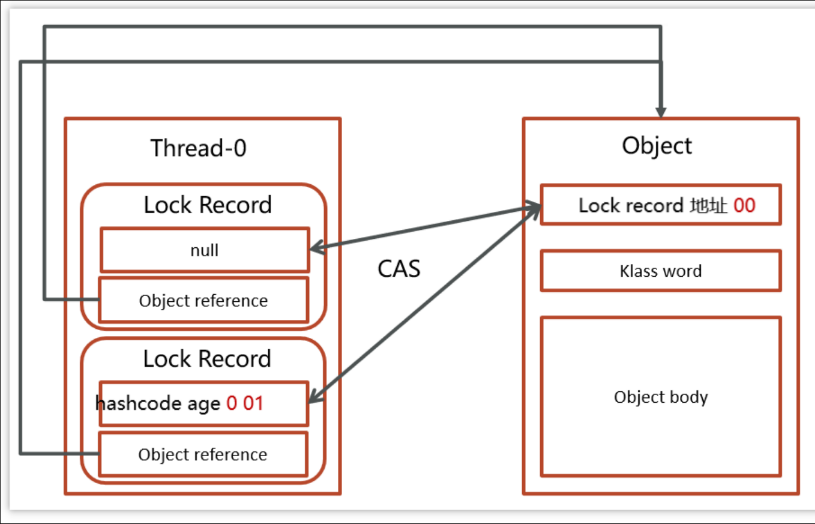 Thread-0
Lock Record
null
Object reference
Lock Record
hashcode age 0 01
Object reference
CAS
Object
Lock record 地址 00
Klass word
Object body